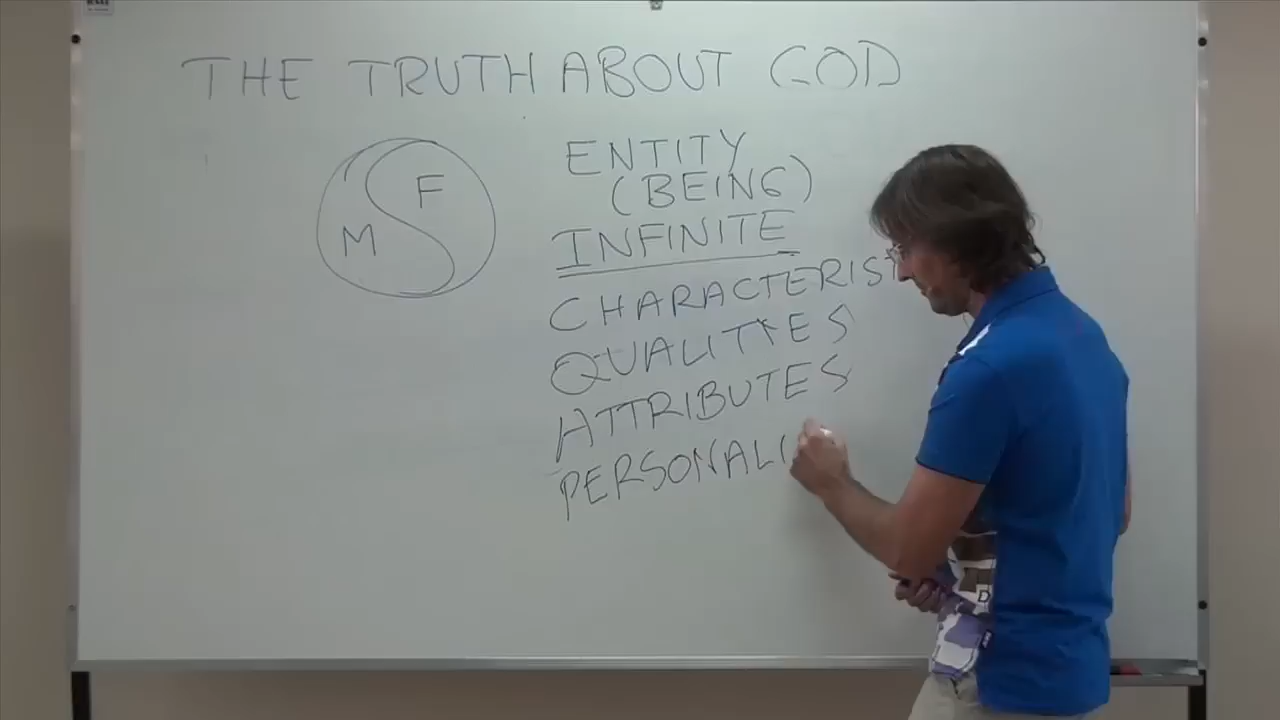 THE TRUTH ABOUT GOD
M
F
ENTITY
(BEING)
INFINITE
CHARACTERIST
QUALITIES
ATTRIBUTES
PERSONALI
D